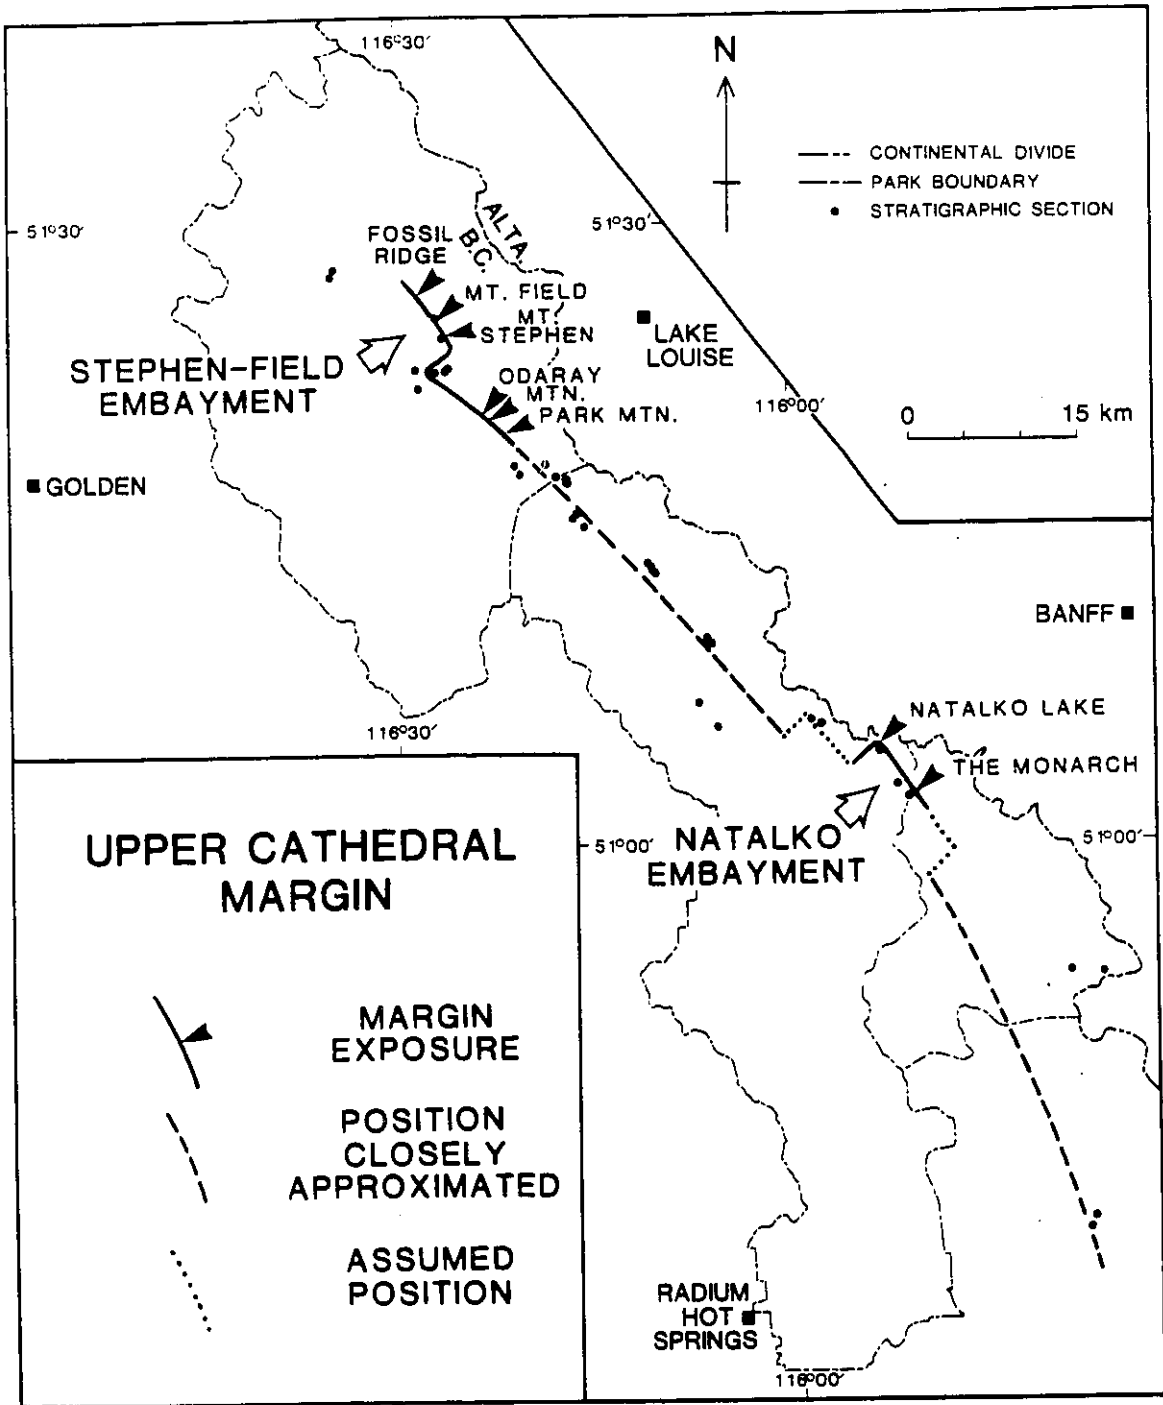 116°30′
N
CONTINENTAL DIVIDE
PARK BOUNDARY
STRATIGRAPHIC SECTION
51°30′
51°30′
ALTA.
B.C.
FOSSIL
RIDGE
MT. FIELD
MT.
STEPHEN
LAKE
LOUISE
STEPHEN-FIELD
EMBAYMENT
ODARAY
MTN.
PARK MTN.
116°00′
0 15 km
GOLDEN
BANFF
NATALKO LAKE
116°30′
THE MONARCH
51°00′
51°00′
NATALKO
EMBAYMENT
UPPER CATHEDRAL
MARGIN
MARGIN
EXPOSURE
POSITION
CLOSELY
APPROXIMATED
ASSUMED
POSITION
RADIUM
HOT
SPRINGS
116°00′